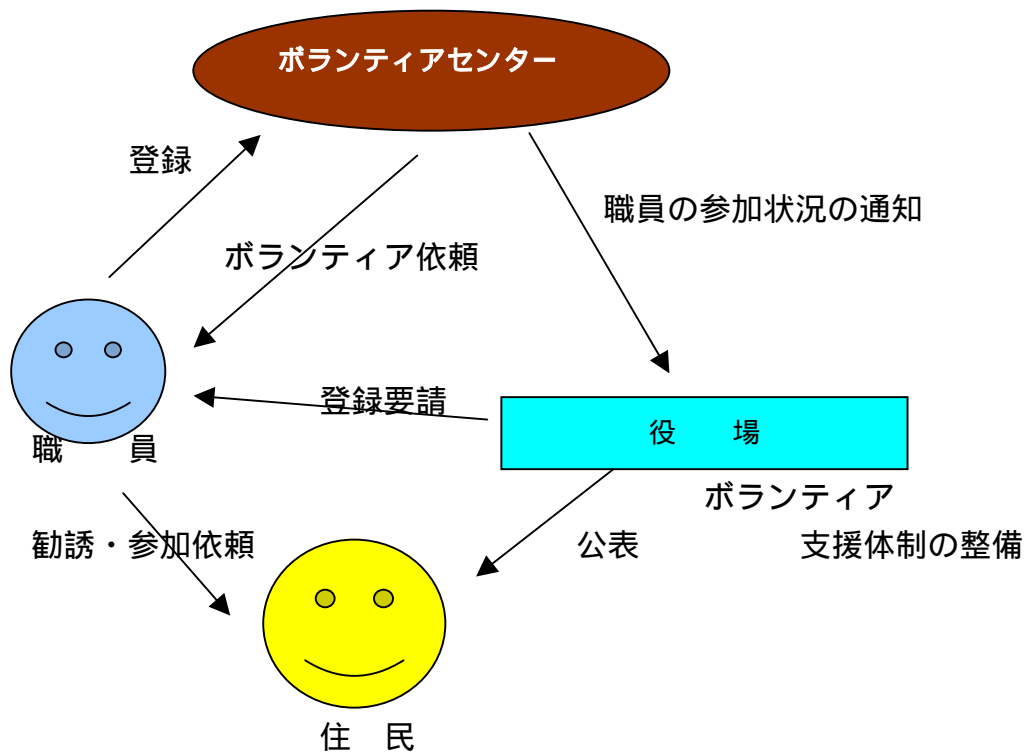 ボランティアセンター
登録
職員の参加状況の通知
ボランティア依頼
登録要請
役　　場
職　　員
ボランティア
勧誘・参加依頼
公表
支援体制の整備
住　民